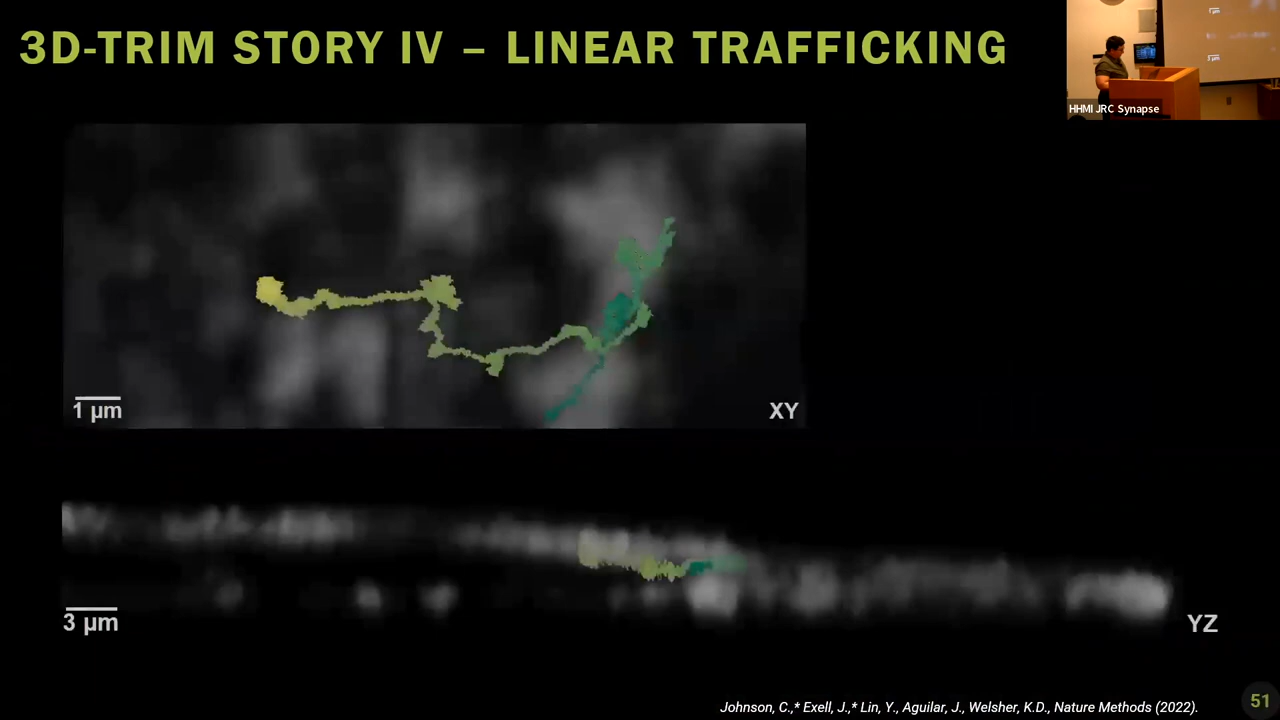 3D-TRIM STORY IV – LINEAR TRAFFICKING
HHMI JRC Synapse
1 µm
XY
3 µm
YZ
Johnson, C.,* Exell, J.,* Lin, Y., Aguilar, J., Welsher, K.D., Nature Methods (2022).
51